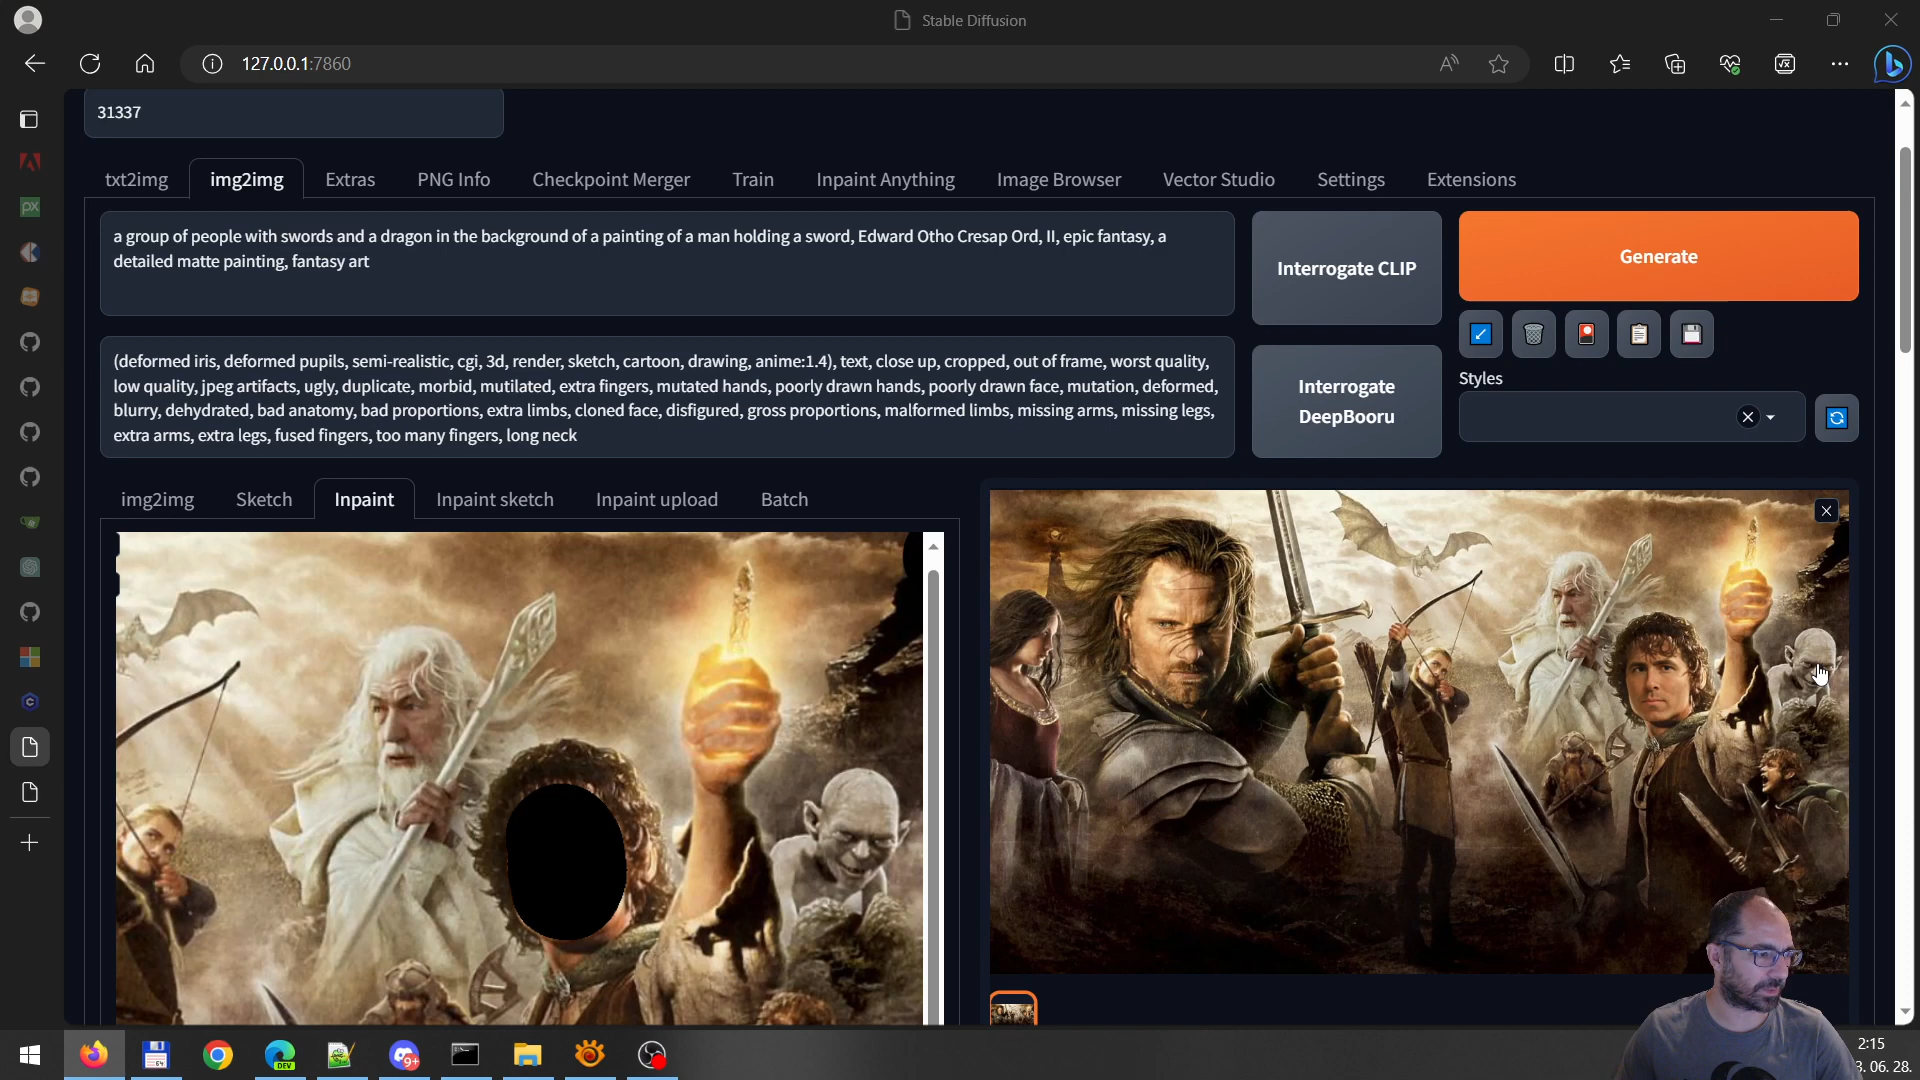 Stable Diffusion
127.0.0.1:7860
31337
txt2img img2img Extras PNG Info Checkpoint Merger Train Inpaint Anything Image Browser Vector Studio Settings Extensions
a group of people with swords and a dragon in the background of a painting of a man holding a sword, Edward Otho Cresap Ord, II, epic fantasy, a
detailed matte painting, fantasy art
Interrogate CLIP
Generate
(deformed iris, deformed pupils, semi-realistic, cgi, 3d, render, sketch, cartoon, drawing, anime:1.4), text, close up, cropped, out of frame, worst quality,
low quality, jpeg artifacts, ugly, duplicate, morbid, mutilated, extra fingers, mutated hands, poorly drawn hands, poorly drawn face, mutation, deformed,
blurry, dehydrated, bad anatomy, bad proportions, extra limbs, cloned face, disfigured, gross proportions, malformed limbs, missing arms, missing legs,
extra arms, extra legs, fused fingers, too many fingers, long neck
Interrogate
DeepBooru
Styles
img2img Sketch Inpaint Inpaint sketch Inpaint upload Batch
px
64
DEV
9+
2:15
. 06. 28.